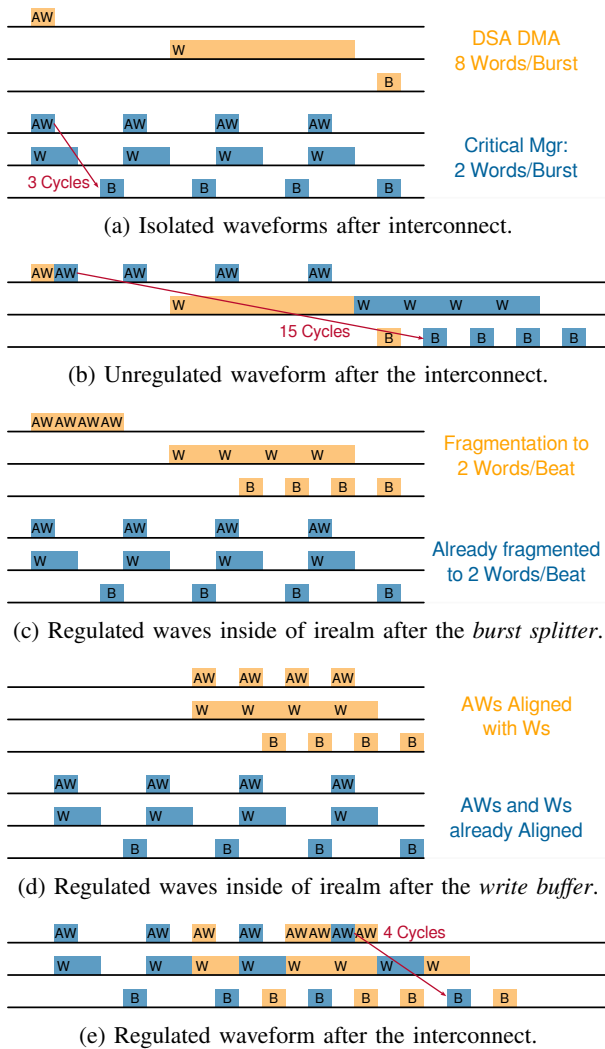 AW
DSA DMA
W
8 Words/Burst
B
AW AW AW AW
Critical Mgr:
W W W W
2 Words/Burst
3 Cycles
B B B B
(a) Isolated waveforms after interconnect.
AW AW AW AW AW
W W W W W
15 Cycles
B B B B B
(b) Unregulated waveform after the interconnect.
AW AW AW AW
Fragmentation to
W W W W
2 Words/Beat
B B B B
AW AW AW AW
Already fragmented
W W W W
to 2 Words/Beat
B B B B
(c) Regulated waves inside of irealm after the burst splitter.
AW AW AW AW
AWs Aligned
W W W W
with Ws
B B B B
AW AW AW AW
AWs and Ws
W W W W
already Aligned
B B B B
(d) Regulated waves inside of irealm after the write buffer.
AW AW AW AW AW AW AW AW 4 Cycles
W W W W W W W W
B B B B B B B B
(e) Regulated waveform after the interconnect.